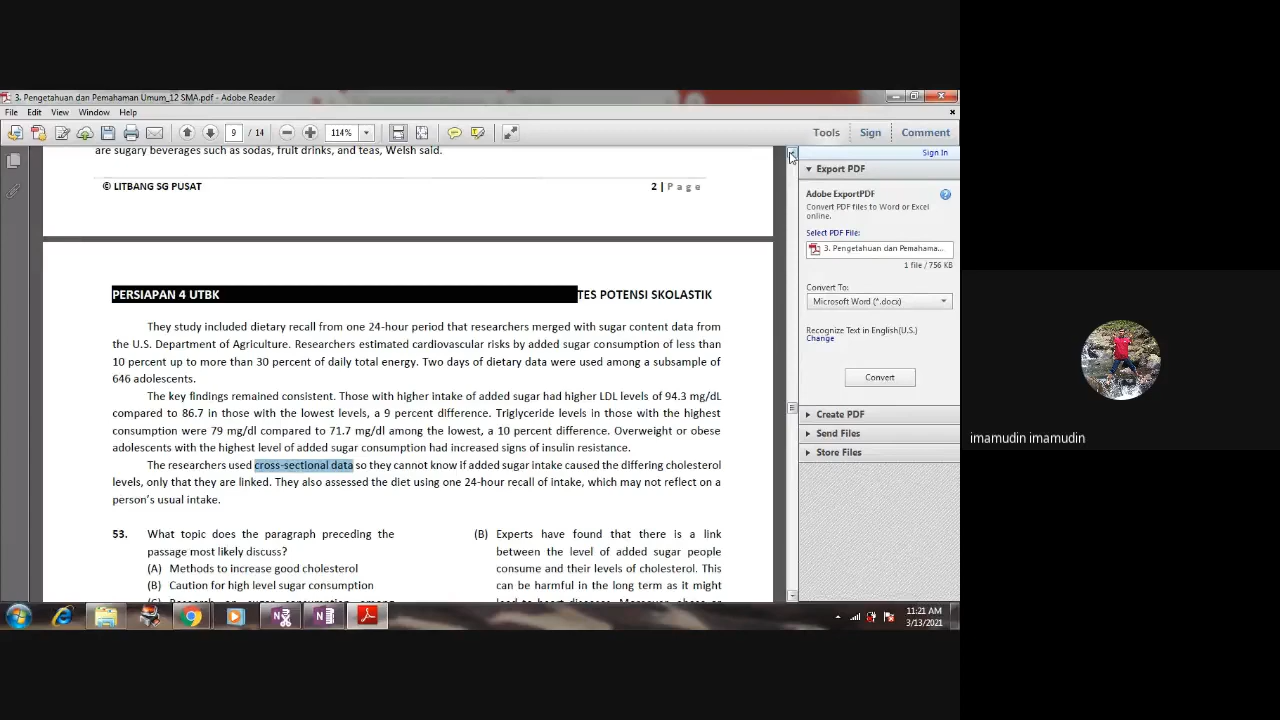 3. Pengetahuan dan Pemahaman Umum_12 SMA.pdf - Adobe Reader
File Edit View Window Help
9 / 14 114% Tools Sign Comment
Sign In
are sugary beverages such as sodas, fruit drinks, and teas, Welsh said.
© LITBANG SG PUSAT 2 | P a g e
PERSIAPAN 4 UTBK TES POTENSI SKOLASTIK
They study included dietary recall from one 24-hour period that researchers merged with sugar content data from
the U.S. Department of Agriculture. Researchers estimated cardiovascular risks by added sugar consumption of less than
10 percent up to more than 30 percent of daily total energy. Two days of dietary data were used among a subsample of
646 adolescents.
The key findings remained consistent. Those with higher intake of added sugar had higher LDL levels of 94.3 mg/dL
compared to 86.7 in those with the lowest levels, a 9 percent difference. Triglyceride levels in those with the highest
consumption were 79 mg/dl compared to 71.7 mg/dl among the lowest, a 10 percent difference. Overweight or obese
adolescents with the highest level of added sugar consumption had increased signs of insulin resistance.
The researchers used cross-sectional data so they cannot know if added sugar intake caused the differing cholesterol
levels, only that they are linked. They also assessed the diet using one 24-hour recall of intake, which may not reflect on a
person's usual intake.
53. What topic does the paragraph preceding the
passage most likely discuss?
(A) Methods to increase good cholesterol
(B) Caution for high level sugar consumption
(B) Experts have found that there is a link
between the level of added sugar people
consume and their levels of cholesterol. This
can be harmful in the long term as it might
Export PDF
Adobe ExportPDF
Convert PDF files to Word or Excel
online.
Select PDF File:
3. Pengetahuan dan Pemahama...
1 file / 756 KB
Convert To:
Microsoft Word (*.docx)
Recognize Text in English(U.S.)
Change
Convert
Create PDF
Send Files
Store Files
11:21 AM
3/13/2021
imamudin imamudin